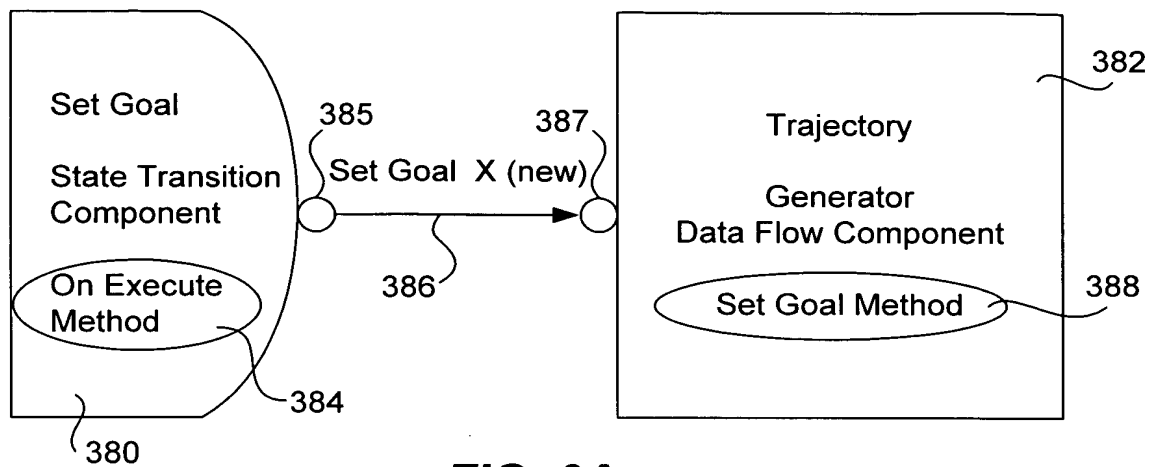 382
Set Goal
385
387
Trajectory
State Transition
Component
Set Goal X (new)
Generator
Data Flow Component
On Execute
Method
386
Set Goal Method
388
384
380